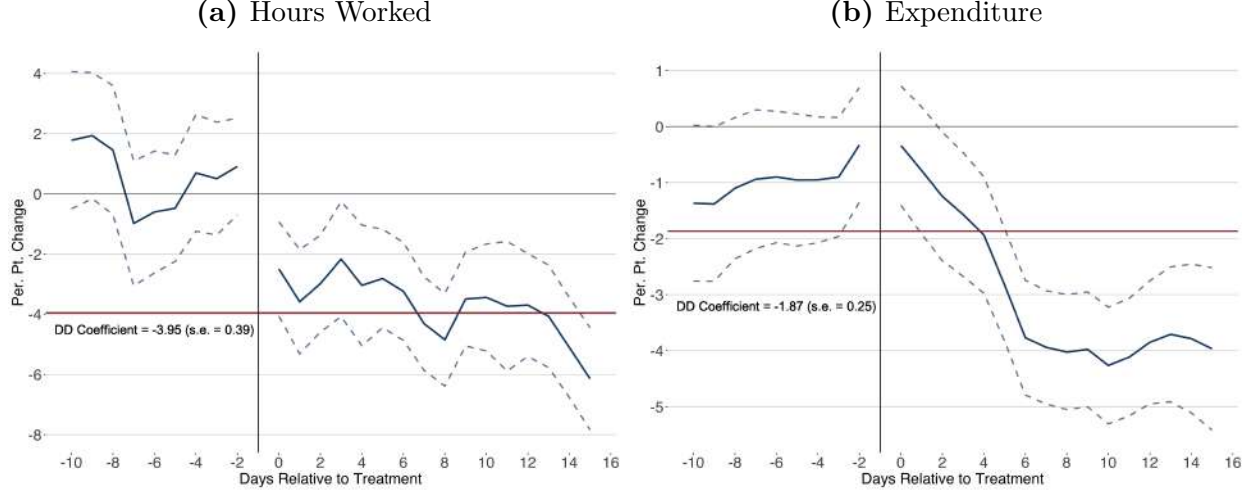 (a) Hours Worked
4
2
0
-2
-4
-6
-8
Per. Pt. Change
DD Coefficient = -3.95 (s.e. = 0.39)
-10 -8 -6 -4 -2 0 2 4 6 8 10 12 14 16
Days Relative to Treatment
(b) Expenditure
1
0
-1
-2
-3
-4
-5
Per. Pt. Change
DD Coefficient = -1.87 (s.e. = 0.25)
-10 -8 -6 -4 -2 0 2 4 6 8 10 12 14 16
Days Relative to Treatment